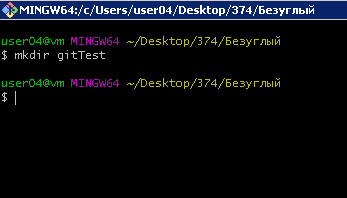 MINGW64:/c/Users/user04/Desktop/374/Безуглый
user04@vm MINGW64 ~/Desktop/374/Безуглый
$ mkdir gitTest
user04@vm MINGW64 ~/Desktop/374/Безуглый
$